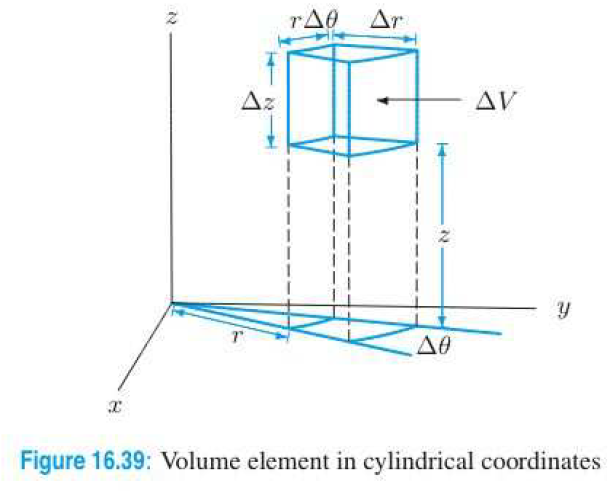 z
rΔθ
Δr
Δz
ΔV
z
y
r
Δθ
x
Figure 16.39: Volume element in cylindrical coordinates